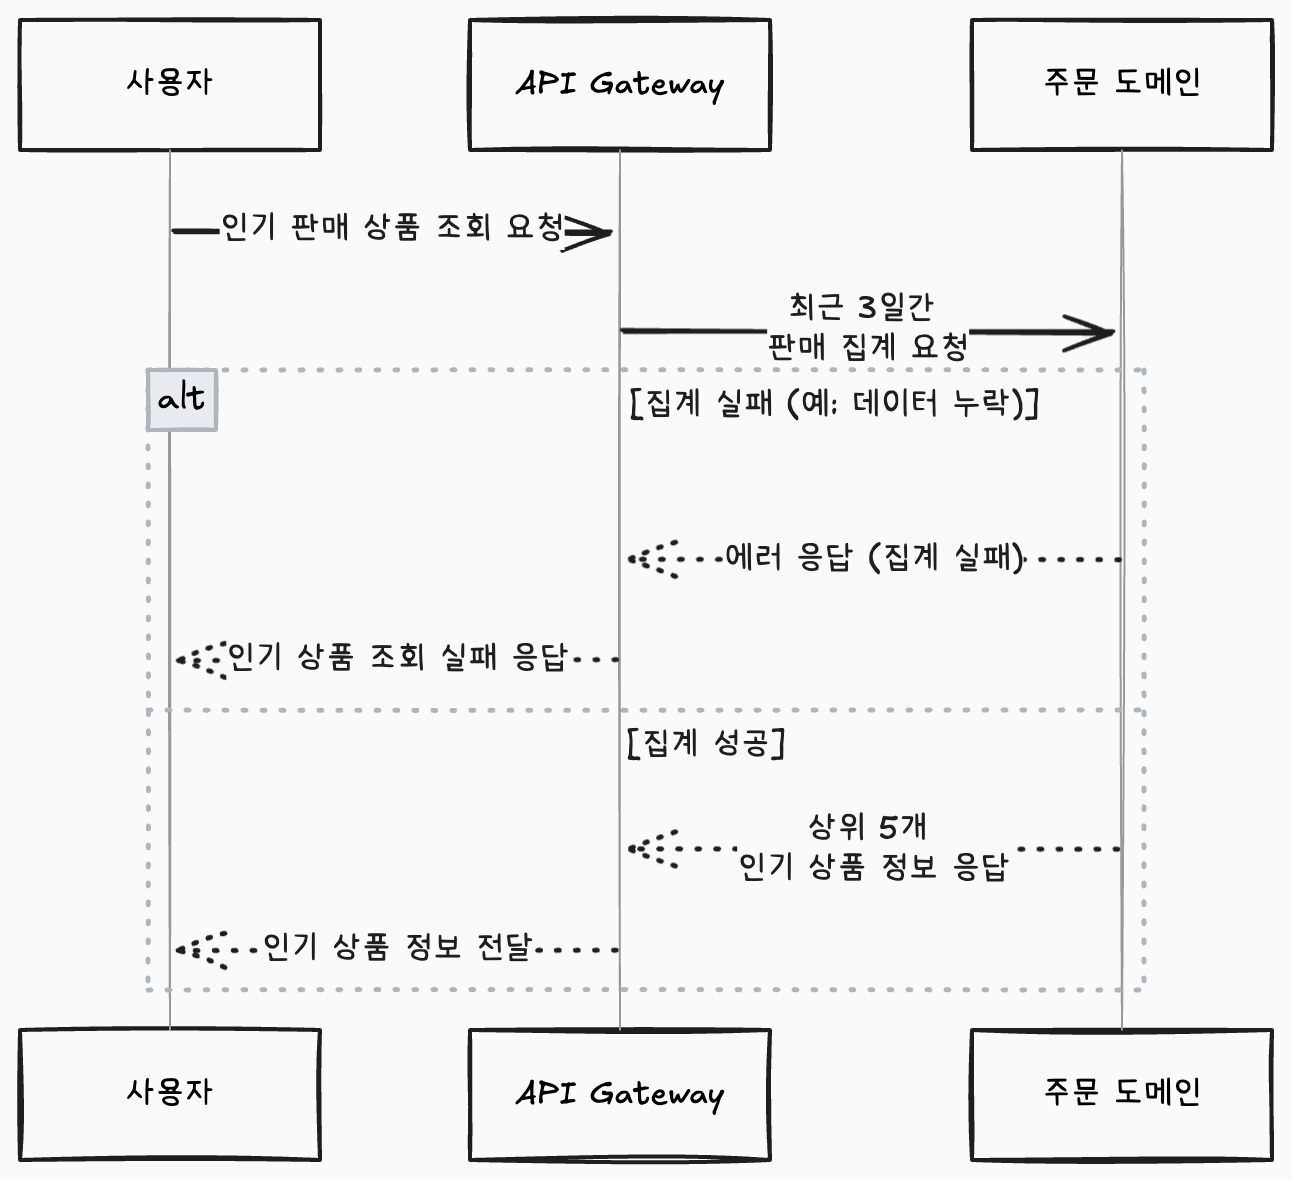 사용자
API Gateway
주문 도메인
인기 판매 상품 조회 요청
최근 3일간
판매 집계 요청
alt
[집계 실패 (예: 데이터 누락)]
에러 응답 (집계 실패)
인기 상품 조회 실패 응답
[집계 성공]
상위 5개
인기 상품 정보 응답
인기 상품 정보 전달
사용자
API Gateway
주문 도메인